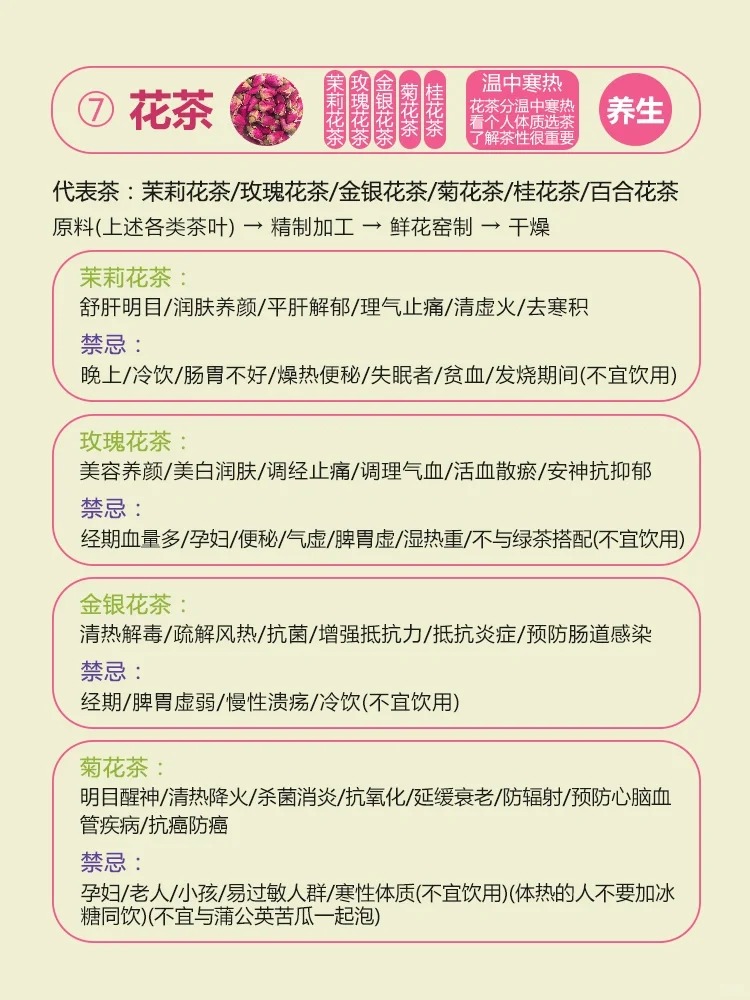 ⑦ 花茶
茉莉花茶
玫瑰花茶
金银花茶
菊花茶
桂花茶
温中寒热
花茶分温中寒热
看个人体质选茶
了解茶性很重要
养生
代表茶：茉莉花茶/玫瑰花茶/金银花茶/菊花茶/桂花茶/百合花茶
原料(上述各类茶叶) → 精制加工 → 鲜花窑制 → 干燥
茉莉花茶：
舒肝明目/润肤养颜/平肝解郁/理气止痛/清虚火/去寒积
禁忌：
晚上/冷饮/肠胃不好/燥热便秘/失眠者/贫血/发烧期间(不宜饮用)
玫瑰花茶：
美容养颜/美白润肤/调经止痛/调理气血/活血散瘀/安神抗抑郁
禁忌：
经期血量多/孕妇/便秘/气虚/脾胃虚/湿热重/不与绿茶搭配(不宜饮用)
金银花茶：
清热解毒/疏解风热/抗菌/增强抵抗力/抵抗炎症/预防肠道感染
禁忌：
经期/脾胃虚弱/慢性溃疡/冷饮(不宜饮用)
菊花茶：
明目醒神/清热降火/杀菌消炎/抗氧化/延缓衰老/防辐射/预防心脑血
管疾病/抗癌防癌
禁忌：
孕妇/老人/小孩/易过敏人群/寒性体质(不宜饮用)(体热的人不要加冰
糖同饮)(不宜与蒲公英苦瓜一起泡)